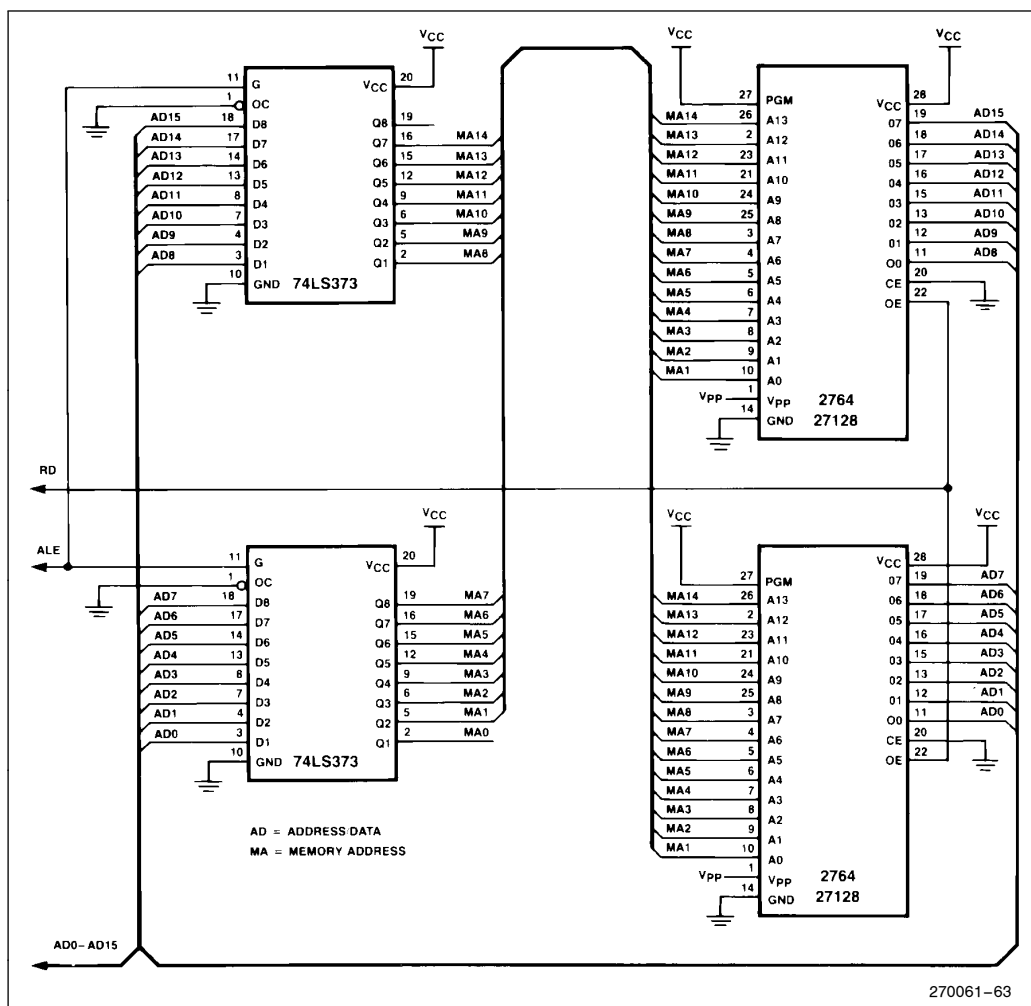 VCC
11 G
VCC 20
1 OC
AD15 18 D8
Q8 19
AD14 17 D7
Q7 16 MA14
AD13 14 D6
Q6 15 MA13
AD12 13 D5
Q5 12 MA12
AD11 8 D4
Q4 9 MA11
AD10 7 D3
Q3 6 MA10
AD9 4 D2
Q2 5 MA9
AD8 3 D1
Q1 2 MA8
10 GND
74LS373
VCC
VCC
27 PGM
VCC 28
MA14 26 A13
07 19 AD15
MA13 2 A12
06 18 AD14
MA12 23 A11
05 17 AD13
MA11 21 A10
04 16 AD12
MA10 24 A9
03 15 AD11
MA9 25 A8
02 13 AD10
MA8 3 A7
01 12 AD9
MA7 4 A6
O0 11 AD8
MA6 5 A5
CE 20
MA5 6 A4
OE 22
MA4 7 A3
MA3 8 A2
MA2 9 A1
MA1 10 A0
VPP 1 VPP
14 GND
2764
27128
RD
ALE
VCC
11 G
VCC 20
1 OC
AD7 18 D8
Q8 19 MA7
AD6 17 D7
Q7 16 MA6
AD5 14 D6
Q6 15 MA5
AD4 13 D5
Q5 12 MA4
AD3 8 D4
Q4 9 MA3
AD2 7 D3
Q3 6 MA2
AD1 4 D2
Q2 5 MA1
AD0 3 D1
Q1 2 MA0
10 GND
74LS373
VCC
VCC
27 PGM
VCC 28
MA14 26 A13
07 19 AD7
MA13 2 A12
06 18 AD6
MA12 23 A11
05 17 AD5
MA11 21 A10
04 16 AD4
MA10 24 A9
03 15 AD3
MA9 25 A8
02 13 AD2
MA8 3 A7
01 12 AD1
MA7 4 A6
O0 11 AD0
MA6 5 A5
CE 20
MA5 6 A4
OE 22
MA4 7 A3
MA3 8 A2
MA2 9 A1
MA1 10 A0
VPP 1 VPP
14 GND
2764
27128
AD = ADDRESS/DATA
MA = MEMORY ADDRESS
AD0–AD15
270061–63